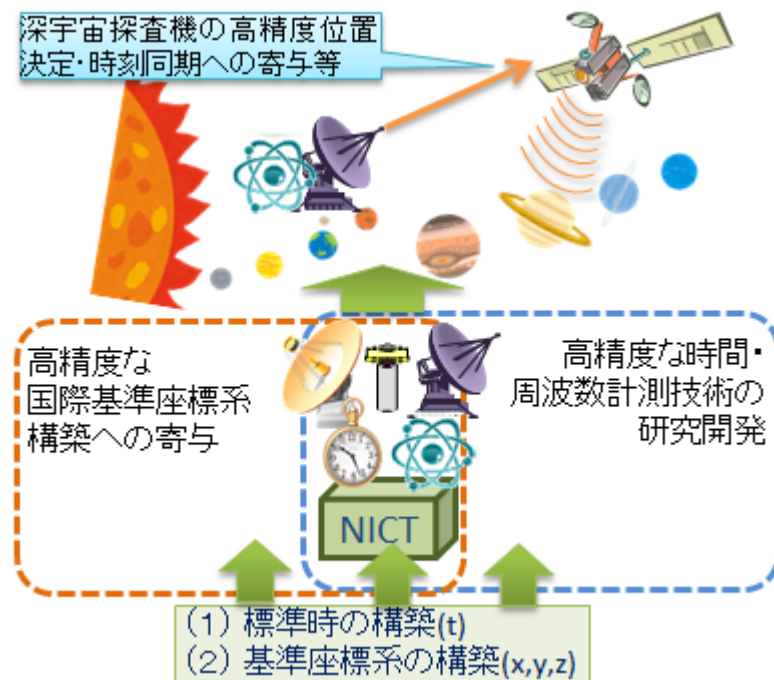 深宇宙探査機の高精度位置
決定・時刻同期への寄与等
高精度な
国際基準座標系
構築への寄与
高精度な時間・
周波数計測技術の
研究開発
NICT
（1）標準時の構築(t)
（2）基準座標系の構築(x,y,z)